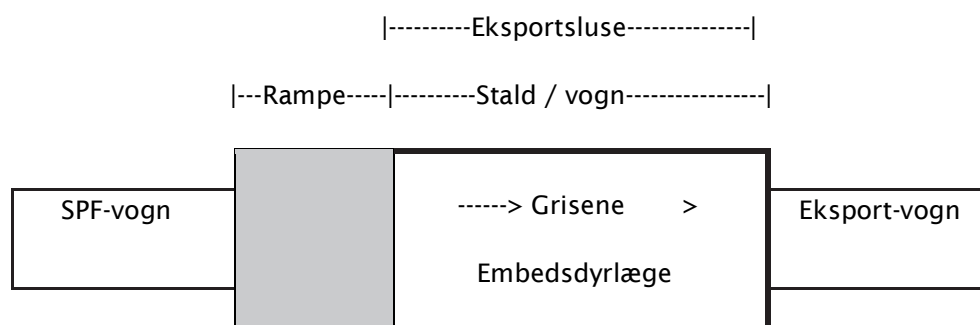 |----------Eksportsluse---------------|
|---Rampe-----|----------Stald / vogn-----------------|
SPF-vogn ------> Grisene > Eksport-vogn
Embedsdyrlæge